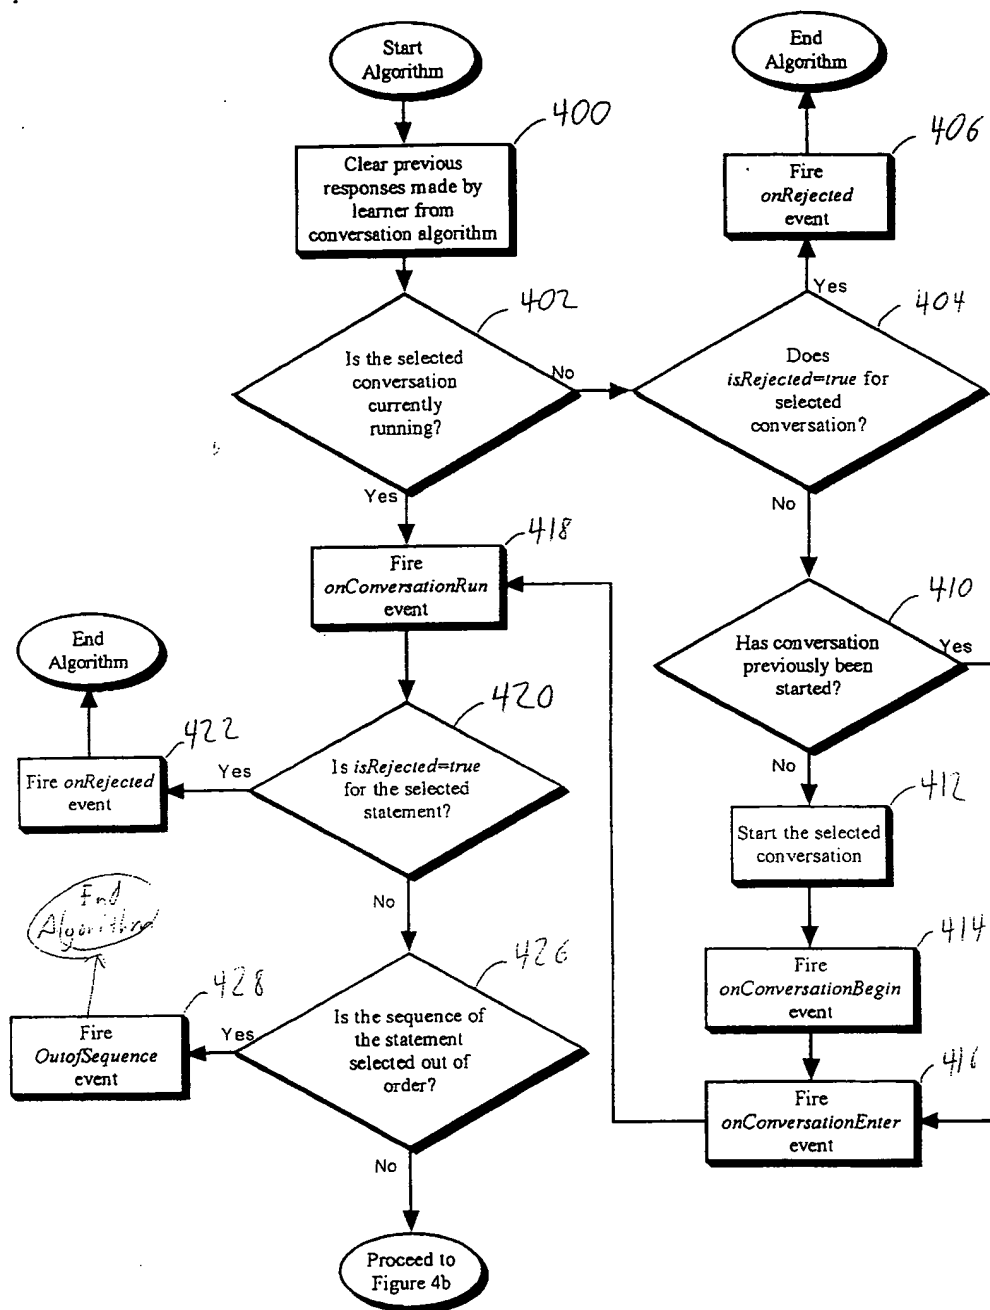 Start
Algorithm
400
Clear previous
responses made by
learner from
conversation algorithm
402
Is the selected
conversation
currently
running?
No
Yes
End
Algorithm
406
Fire
onRejected
event
Yes
404
Does
isRejected=true for
selected
conversation?
No
410
Has conversation
previously been
started?
Yes
No
412
Start the selected
conversation
414
Fire
onConversationBegin
event
416
Fire
onConversationEnter
event
418
Fire
onConversationRun
event
420
Is isRejected=true
for the selected
statement?
Yes
No
End
Algorithm
422
Fire onRejected
event
426
Is the sequence of
the statement
selected out of
order?
Yes
No
End
Algorithm
428
Fire
OutofSequence
event
Proceed to
Figure 4b